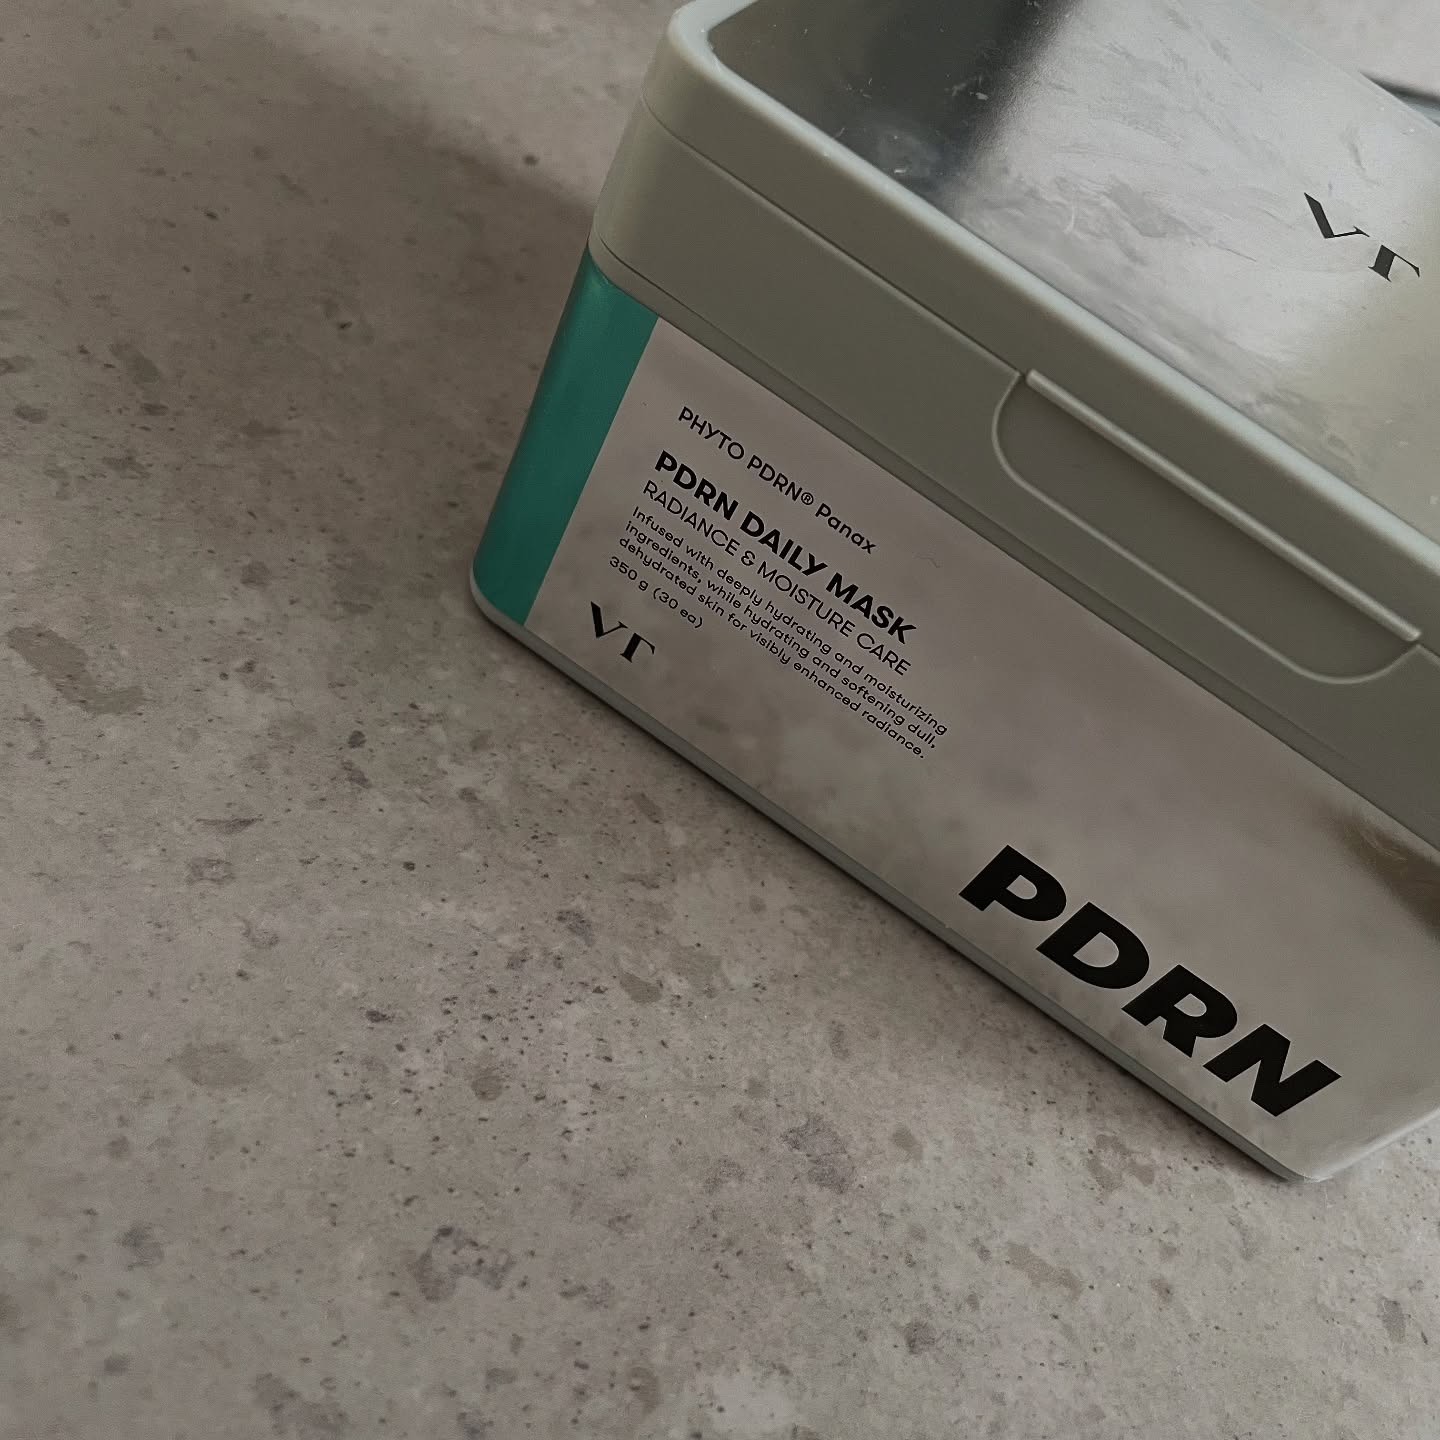 VT
PHYTO PDRN® Panax
PDRN DAILY MASK
RADIANCE & MOISTURE CARE
Infused with deeply hydrating and moisturizing
ingredients, while hydrating and softening dull,
dehydrated skin for visibly enhanced radiance.
350 g (30 ea)
VT
PDRN